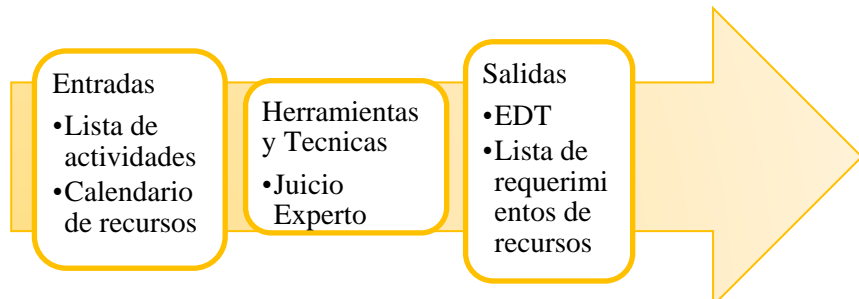 Entradas
•Lista de
actividades
•Calendario
de recursos
Herramientas
y Tecnicas
•Juicio
Experto
Salidas
•EDT
•Lista de
requerimi
entos de
recursos